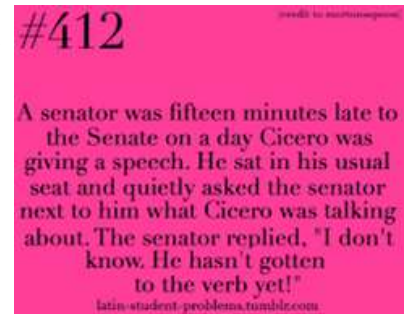 #412
A senator was fifteen minutes late to
the Senate on a day Cicero was
giving a speech. He sat in his usual
seat and quietly asked the senator
next to him what Cicero was talking
about. The senator replied, "I don't
know. He hasn't gotten
to the verb yet!"
latin-student-problems.tumblr.com